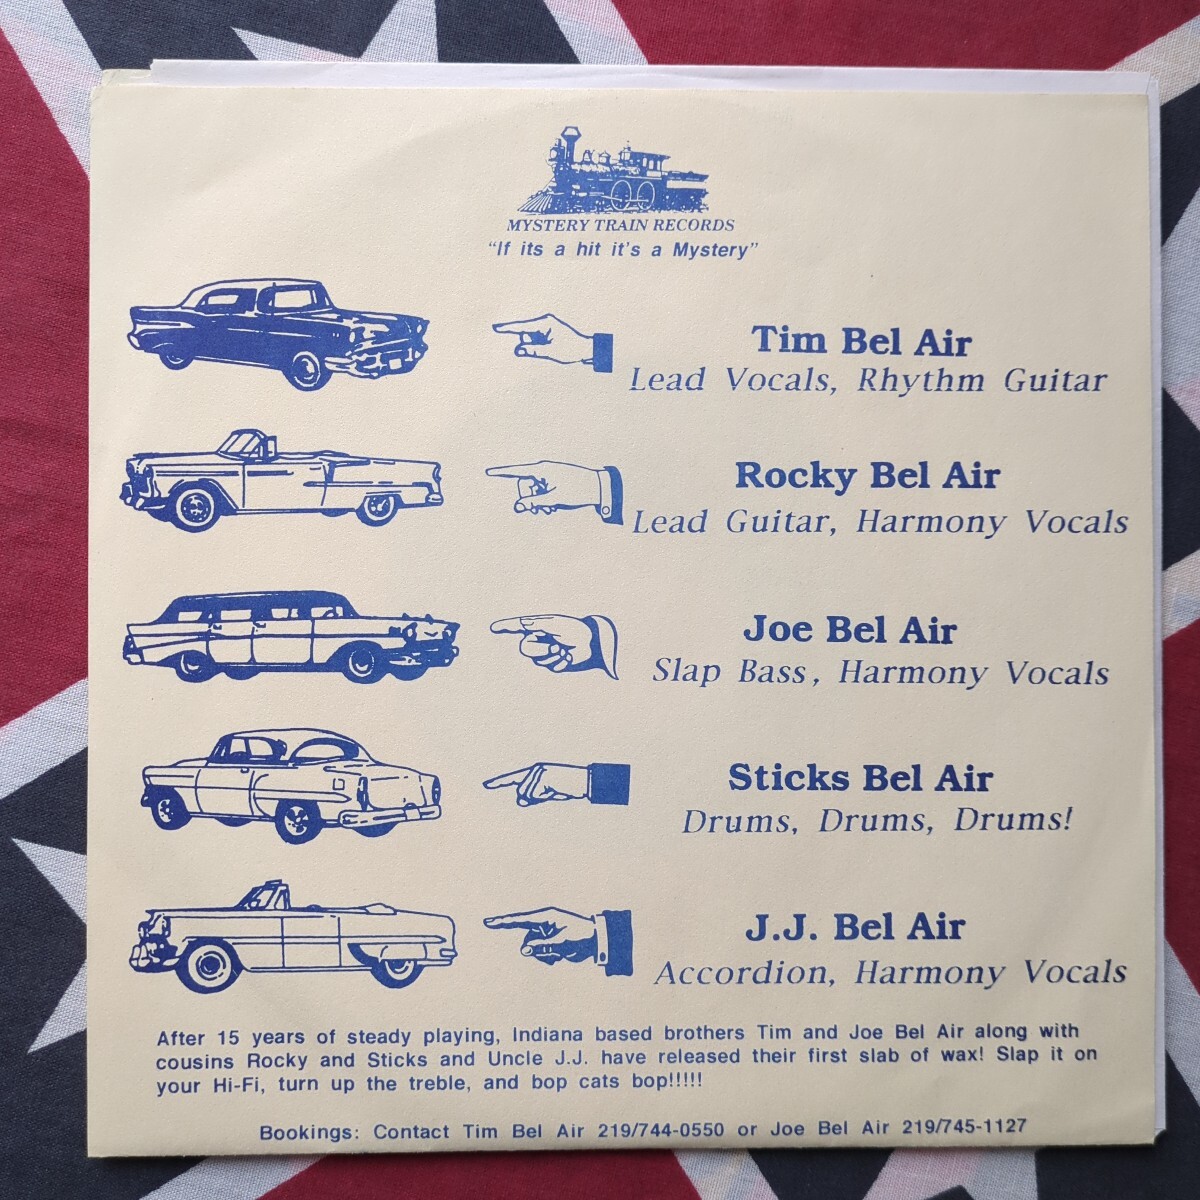 MYSTERY TRAIN RECORDS
“If its a hit it's a Mystery”
Tim Bel Air
Lead Vocals, Rhythm Guitar
Rocky Bel Air
Lead Guitar, Harmony Vocals
Joe Bel Air
Slap Bass, Harmony Vocals
Sticks Bel Air
Drums, Drums, Drums!
J.J. Bel Air
Accordion, Harmony Vocals
After 15 years of steady playing, Indiana based brothers Tim and Joe Bel Air along with
cousins Rocky and Sticks and Uncle J.J. have released their first slab of wax! Slap it on
your Hi-Fi, turn up the treble, and bop cats bop!!!!!
Bookings: Contact Tim Bel Air 219/744-0550 or Joe Bel Air 219/745-1127